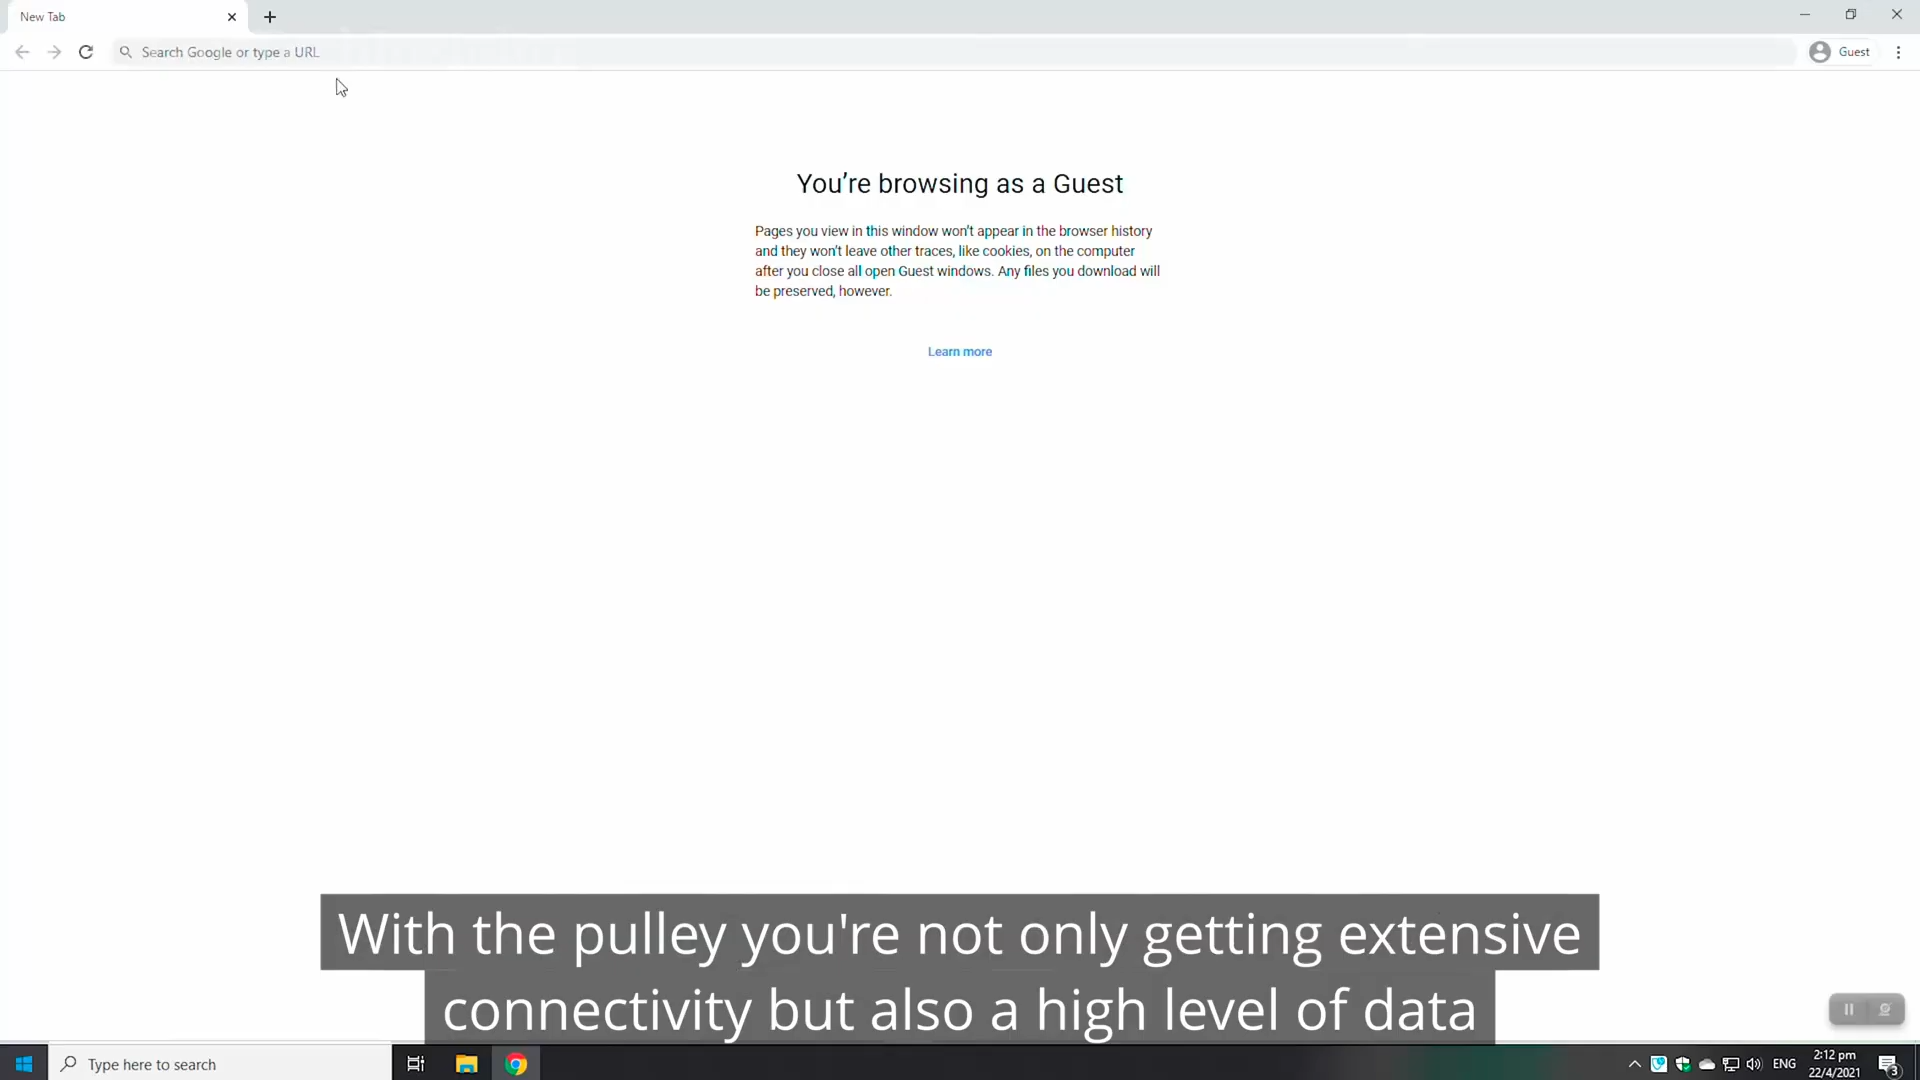 New Tab
Search Google or type a URL
Guest
You're browsing as a Guest
Pages you view in this window won't appear in the browser history
and they won't leave other traces, like cookies, on the computer
after you close all open Guest windows. Any files you download will
be preserved, however.
Learn more
With the pulley you're not only getting extensive
connectivity but also a high level of data
Type here to search
ENG
2:12 pm
22/4/2021
3